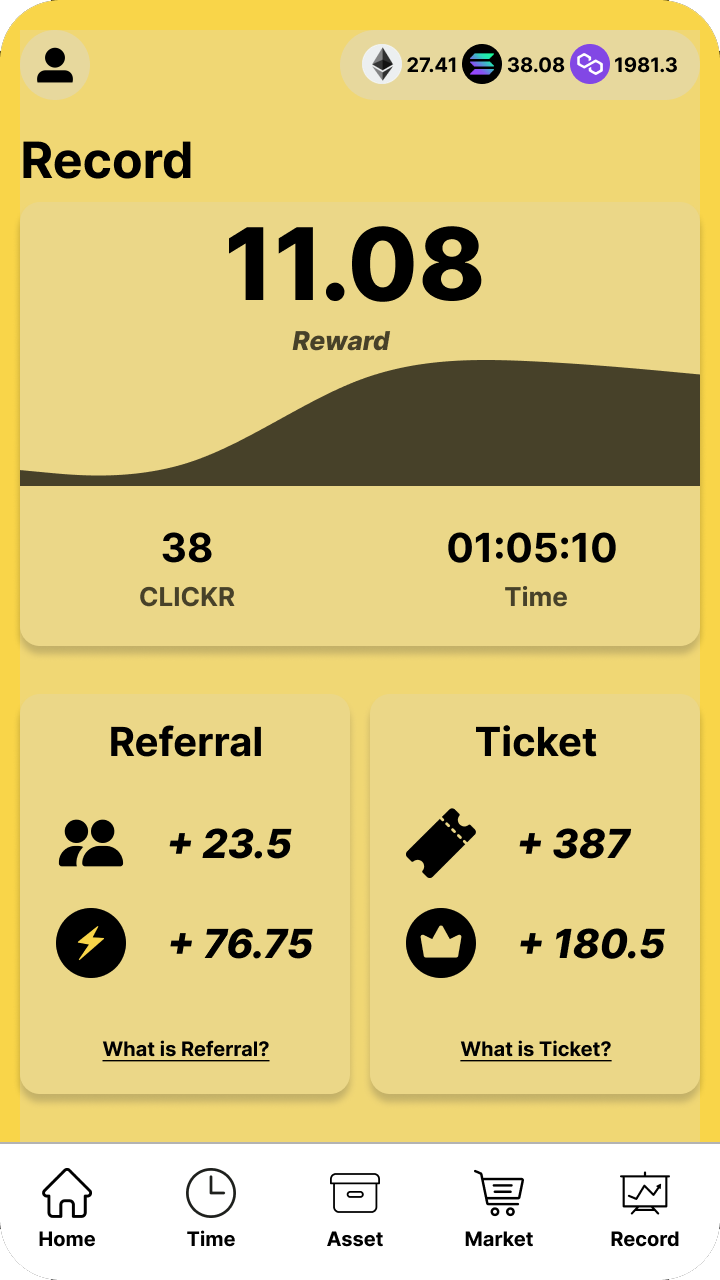 27.41 38.08 1981.3
Record
11.08
Reward
38 01:05:10
CLICKR Time
Referral Ticket
+ 23.5 + 387
+ 76.75 + 180.5
What is Referral? What is Ticket?
Home Time Asset Market Record